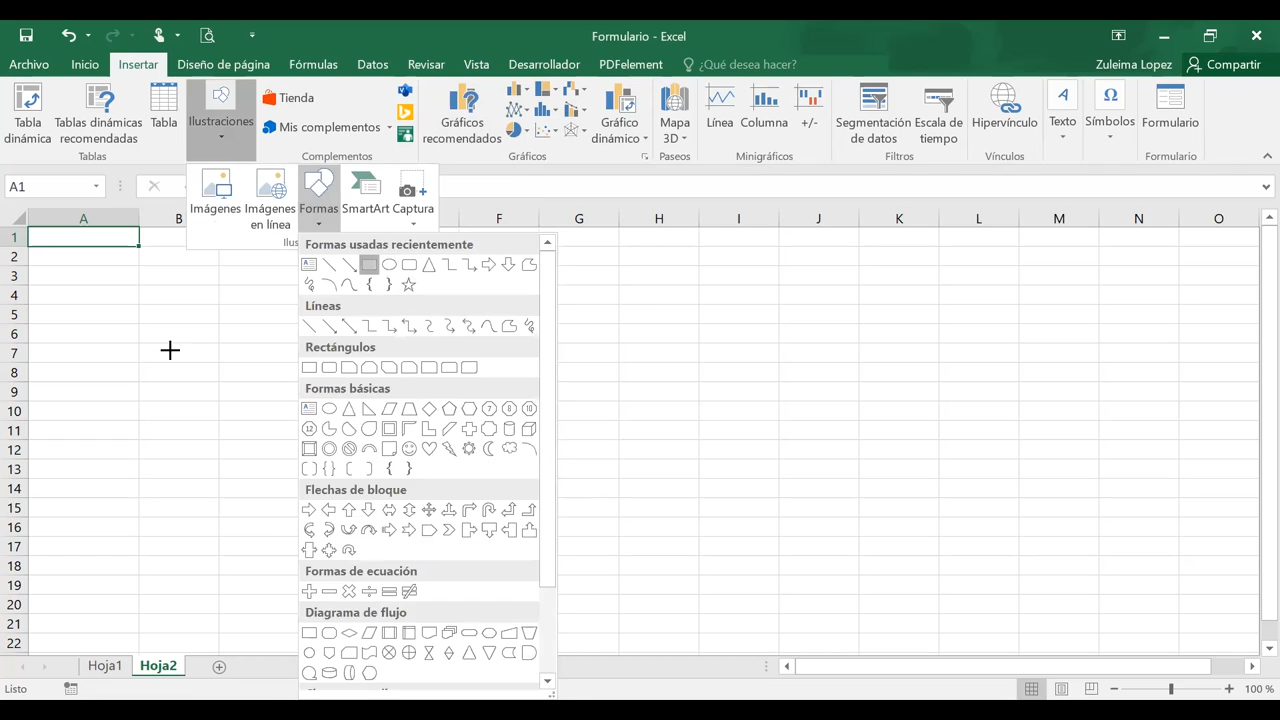 Formulario - Excel
Archivo Inicio Insertar Diseño de página Fórmulas Datos Revisar Vista Desarrollador PDFelement ¿Qué desea hacer? Zuleima Lopez Compartir
Tabla dinámica
Tablas dinámicas recomendadas
Tabla
Tablas
Ilustraciones
Tienda
Mis complementos
Complementos
Gráficos recomendados
Gráfico dinámico
Gráficos
Mapa 3D
Paseos
Línea
Columna
+/-
Minigráficos
Segmentación de datos
Escala de tiempo
Filtros
Hipervínculo
Vínculos
Texto
Símbolos
Formulario
Formulario
A1
Imágenes
Imágenes en línea
Formas
SmartArt
Captura
Ilus
A B F G H I J K L M N O
Formas usadas recientemente
Líneas
Rectángulos
Formas básicas
Flechas de bloque
Formas de ecuación
Diagrama de flujo
1
2
3
4
5
6
7
8
9
10
11
12
13
14
15
16
17
18
19
20
21
22
Hoja1 Hoja2
Listo
100 %